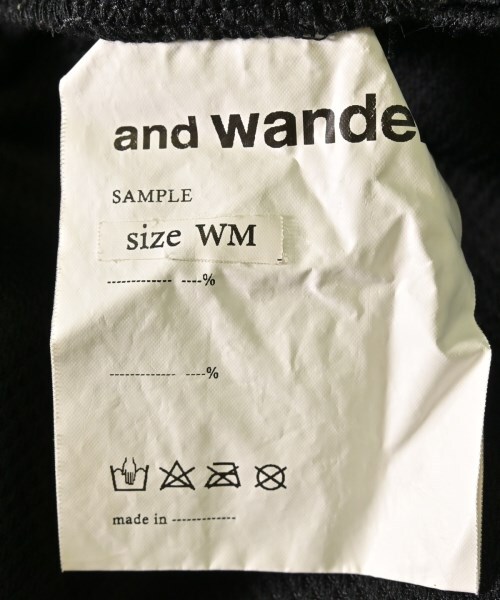 and wande
SAMPLE
size WM
------------ ----%
------------ ----%
made in ------------